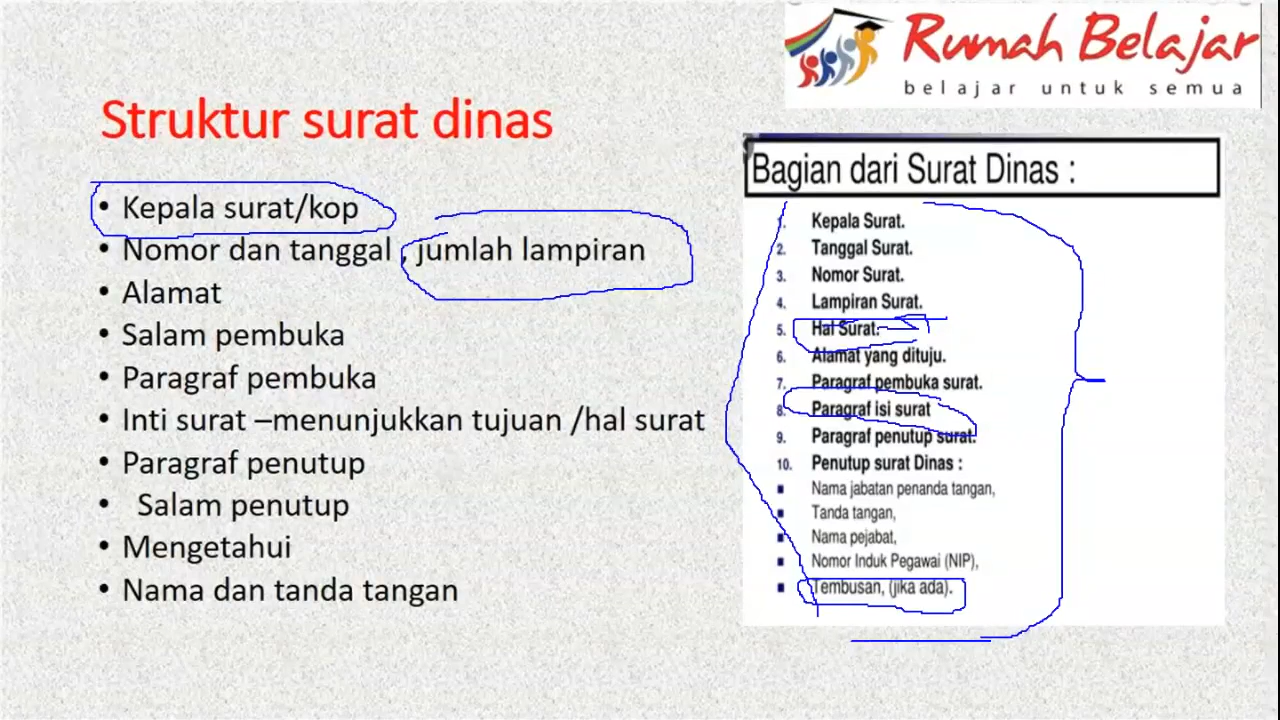 Rumah Belajar
belajar untuk semua
Struktur surat dinas
• Kepala surat/kop
• Nomor dan tanggal , jumlah lampiran
• Alamat
• Salam pembuka
• Paragraf pembuka
• Inti surat –menunjukkan tujuan /hal surat
• Paragraf penutup
• Salam penutup
• Mengetahui
• Nama dan tanda tangan
Bagian dari Surat Dinas :
1. Kepala Surat.
2. Tanggal Surat.
3. Nomor Surat.
4. Lampiran Surat.
5. Hal Surat.
6. Alamat yang dituju.
7. Paragraf pembuka surat.
8. Paragraf isi surat
9. Paragraf penutup surat.
10. Penutup surat Dinas :
■ Nama jabatan penanda tangan,
■ Tanda tangan,
■ Nama pejabat,
■ Nomor Induk Pegawai (NIP),
■ Tembusan, (jika ada).